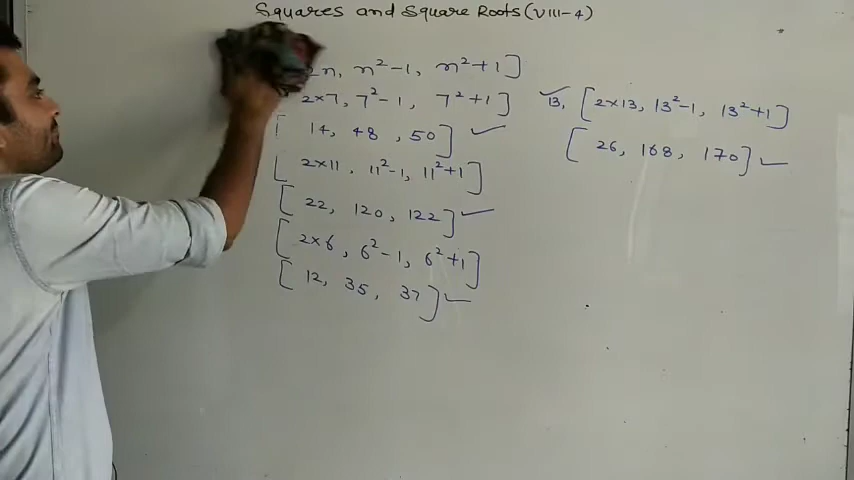 Squares and Square Roots (VIII-4)
2n, n²-1, n²+1]
2×7, 7²-1, 7²+1]
14, 48, 50] ✓
[2×11, 11²-1, 11²+1]
[22, 120, 122] ✓
[2×6, 6²-1, 6²+1]
[12, 35, 37] ✓
✓13, [2×13, 13²-1, 13²+1]
[26, 168, 170] ✓